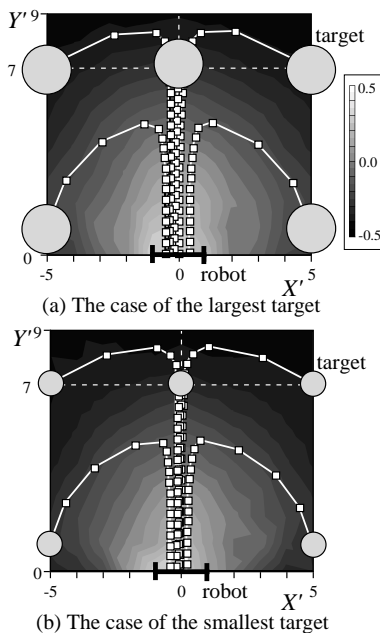 Y' 9
target
7
0.5
0.0
-0.5
0
-5 0 robot 5
X'
(a) The case of the largest target
Y' 9
target
7
0
-5 0 robot 5
X'
(b) The case of the smallest target